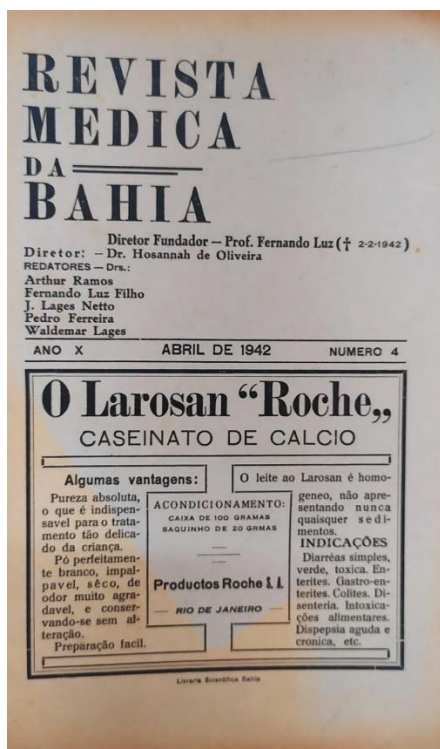 REVISTA
MEDICA
DA
BAHIA
Diretor Fundador — Prof. Fernando Luz († 2-2-1942)
Diretor: — Dr. Hosannah de Oliveira
REDATORES — Drs.:
Arthur Ramos
Fernando Luz Filho
J. Lages Netto
Pedro Ferreira
Waldemar Lages
ANO X ABRIL DE 1942 NUMERO 4
O Larosan “Roche„
CASEINATO DE CALCIO
Algumas vantagens:
Pureza absoluta,
o que é indispen-
savel para o trata-
mento tão delica-
do da criança.
Pó perfeitamen-
te branco, impal-
pavel, sêco, de
odor muito agra-
davel, e conser-
vando-se sem al-
teração.
Preparação facil.
ACONDICIONAMENTO:
CAIXA DE 100 GRAMAS
SAQUINHO DE 20 GRMAS
Productos Roche S. A.
— RIO DE JANEIRO —
O leite ao Larosan é homo-
geneo, não apre-
sentando nunca
quaisquer sedi-
mentos.
INDICAÇÕES
Diarréas simples,
verde, toxica. En-
terites. Gastro-en-
terites. Colites. Di-
senteria. Intoxica-
ções alimentares.
Dispepsia aguda e
cronica, etc.
Livraria Scientifica Bahia